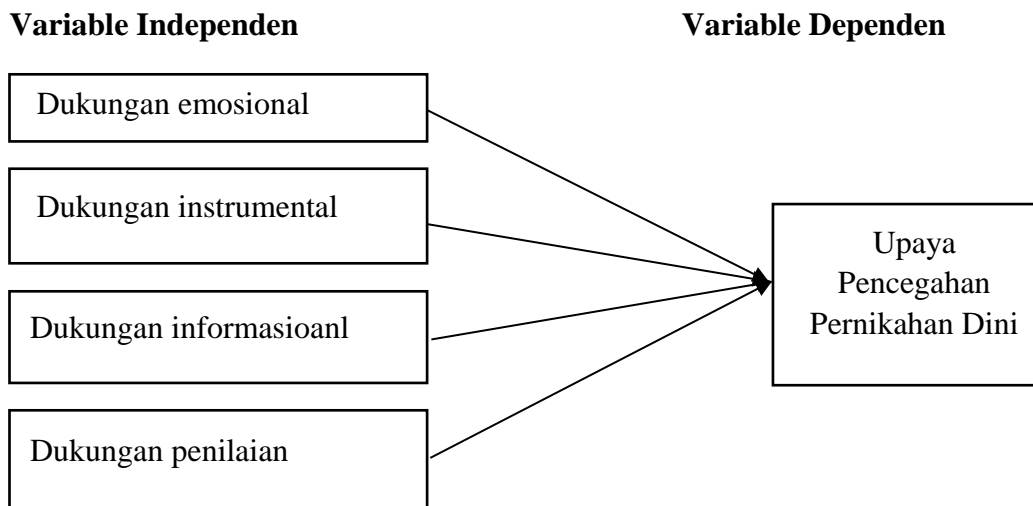 Variable Independen
Variable Dependen
Dukungan emosional
Dukungan instrumental
Dukungan informasioanl
Dukungan penilaian
Upaya
Pencegahan
Pernikahan Dini